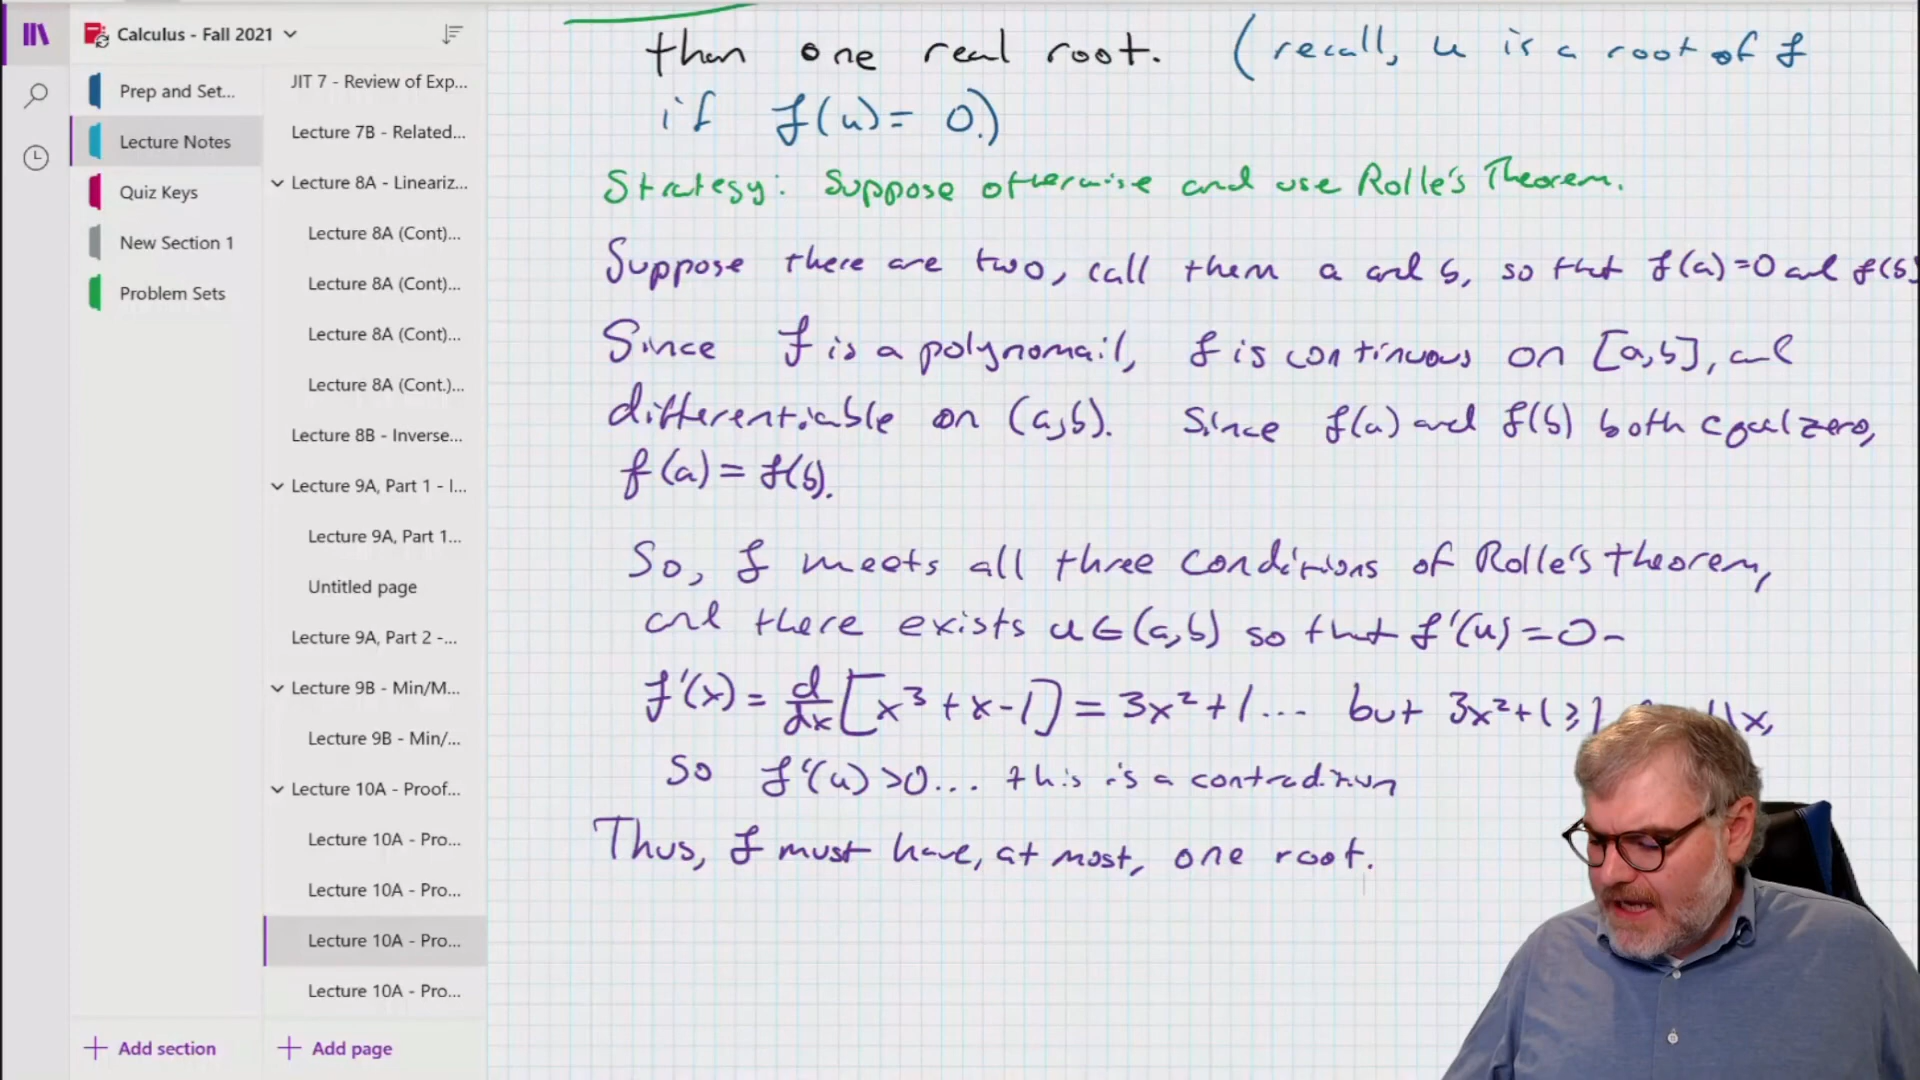 Calculus - Fall 2021
Prep and Set...
Lecture Notes
Quiz Keys
New Section 1
Problem Sets
Add section
JIT 7 - Review of Exp...
Lecture 7B - Related...
Lecture 8A - Lineariz...
Lecture 8A (Cont)...
Lecture 8A (Cont)...
Lecture 8A (Cont)...
Lecture 8A (Cont.)...
Lecture 8B - Inverse...
Lecture 9A, Part 1 - I...
Lecture 9A, Part 1...
Untitled page
Lecture 9A, Part 2 -...
Lecture 9B - Min/M...
Lecture 9B - Min/...
Lecture 10A - Proof...
Lecture 10A - Pro...
Lecture 10A - Pro...
Lecture 10A - Pro...
Lecture 10A - Pro...
Add page
than one real root. (recall, u is a root of f
if f(u) = 0.)
Strategy: Suppose otherwise and use Rolle's Theorem.
Suppose there are two, call them a and b, so that f(a)=0 and f(b)
Since f is a polynomail, f is continuous on [a,b], and
differentiable on (a,b). Since f(a) and f(b) both equal zero,
f(a) = f(b).
So, f meets all three conditions of Rolle's theorem,
and there exists u∈(a,b) so that f'(u)=0-
f'(x) = d/dx [x³+x-1] = 3x²+1... but 3x²+1≥1 x,
so f'(u)>0... this is a contradiction
Thus, f must have, at most, one root.